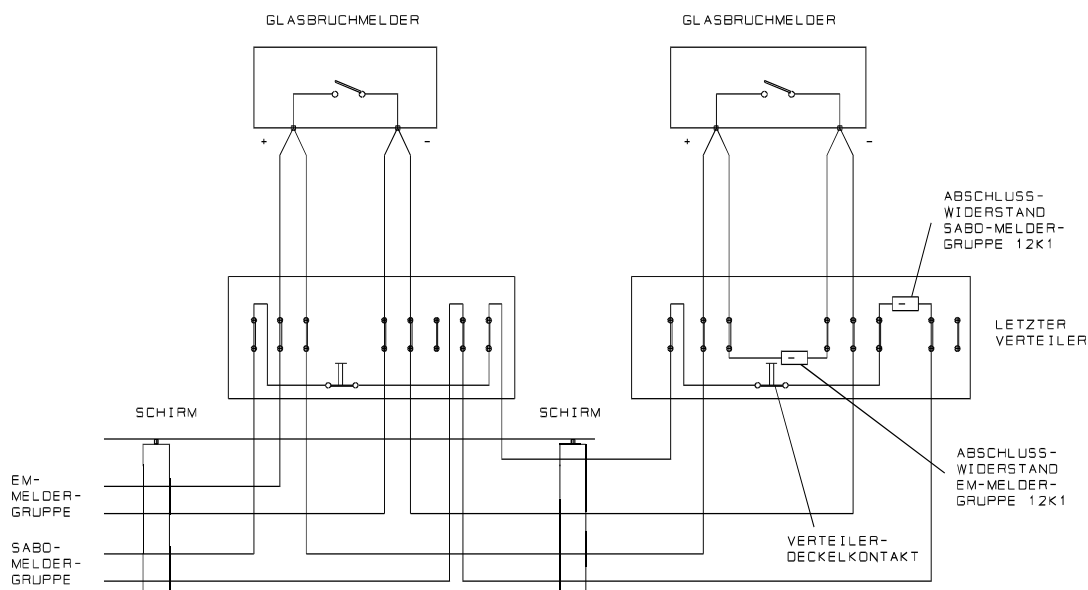 GLASBRUCHMELDER
GLASBRUCHMELDER
+ -
+ -
ABSCHLUSS-
WIDERSTAND
SABO-MELDER-
GRUPPE 12K1
LETZTER
VERTEILER
SCHIRM
SCHIRM
EM-
MELDER-
GRUPPE
SABO-
MELDER-
GRUPPE
ABSCHLUSS-
WIDERSTAND
EM-MELDER-
GRUPPE 12K1
VERTEILER-
DECKELKONTAKT